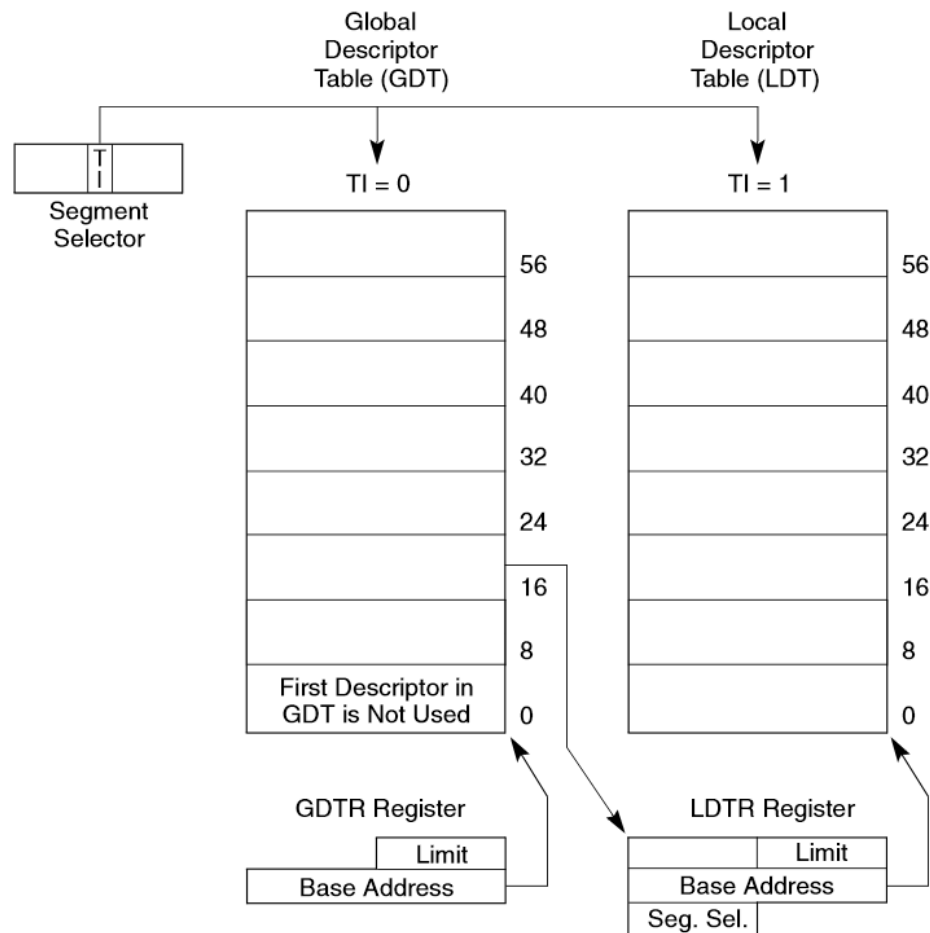 Global
Descriptor
Table (GDT)
Local
Descriptor
Table (LDT)
T
I
Segment
Selector
TI = 0
TI = 1
56
48
40
32
24
16
8
First Descriptor in
GDT is Not Used
0
56
48
40
32
24
16
8
0
GDTR Register
Limit
Base Address
LDTR Register
Limit
Base Address
Seg. Sel.